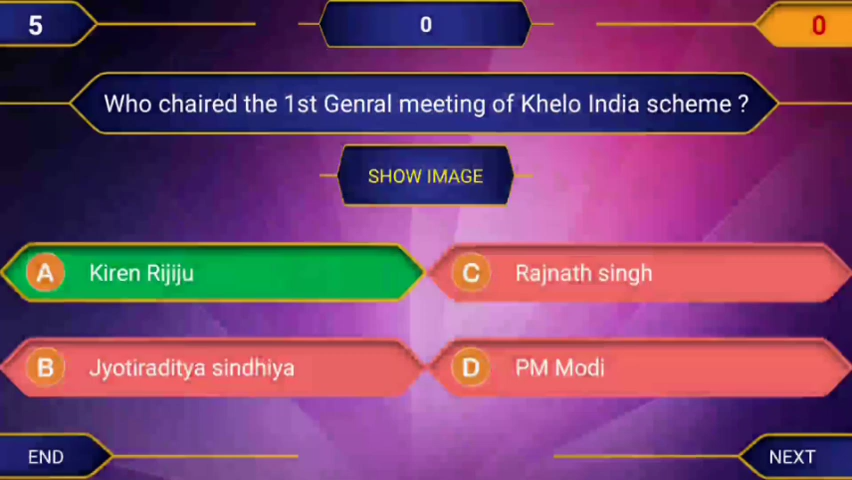 5
0
0
Who chaired the 1st Genral meeting of Khelo India scheme ?
SHOW IMAGE
A Kiren Rijiju
C Rajnath singh
B Jyotiraditya sindhiya
D PM Modi
END
NEXT